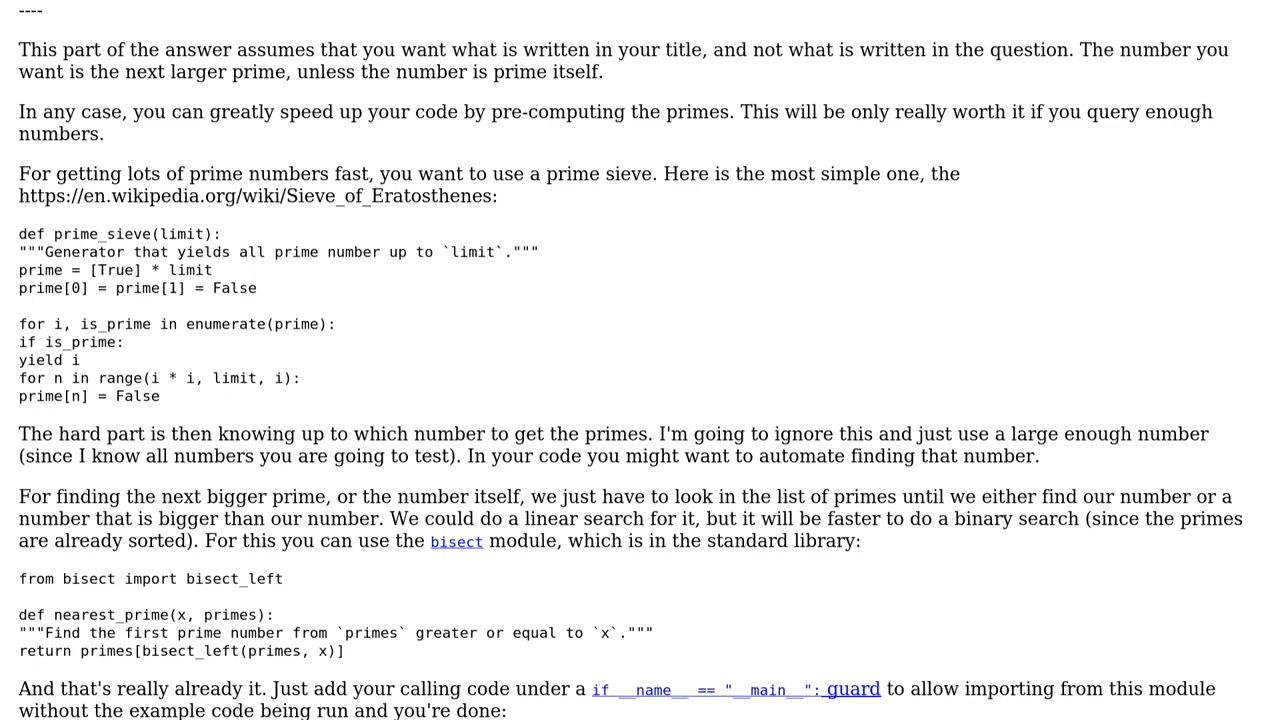 ----
This part of the answer assumes that you want what is written in your title, and not what is written in the question. The number you
want is the next larger prime, unless the number is prime itself.
In any case, you can greatly speed up your code by pre-computing the primes. This will be only really worth it if you query enough
numbers.
For getting lots of prime numbers fast, you want to use a prime sieve. Here is the most simple one, the
https://en.wikipedia.org/wiki/Sieve_of_Eratosthenes:
def prime_sieve(limit):
"""Generator that yields all prime number up to `limit`."""
prime = [True] * limit
prime[0] = prime[1] = False
for i, is_prime in enumerate(prime):
if is_prime:
yield i
for n in range(i * i, limit, i):
prime[n] = False
The hard part is then knowing up to which number to get the primes. I'm going to ignore this and just use a large enough number
(since I know all numbers you are going to test). In your code you might want to automate finding that number.
For finding the next bigger prime, or the number itself, we just have to look in the list of primes until we either find our number or a
number that is bigger than our number. We could do a linear search for it, but it will be faster to do a binary search (since the primes
are already sorted). For this you can use the bisect module, which is in the standard library:
from bisect import bisect_left
def nearest_prime(x, primes):
"""Find the first prime number from `primes` greater or equal to `x`."""
return primes[bisect_left(primes, x)]
And that's really already it. Just add your calling code under a if __name__ == "__main__": guard to allow importing from this module
without the example code being run and you're done: